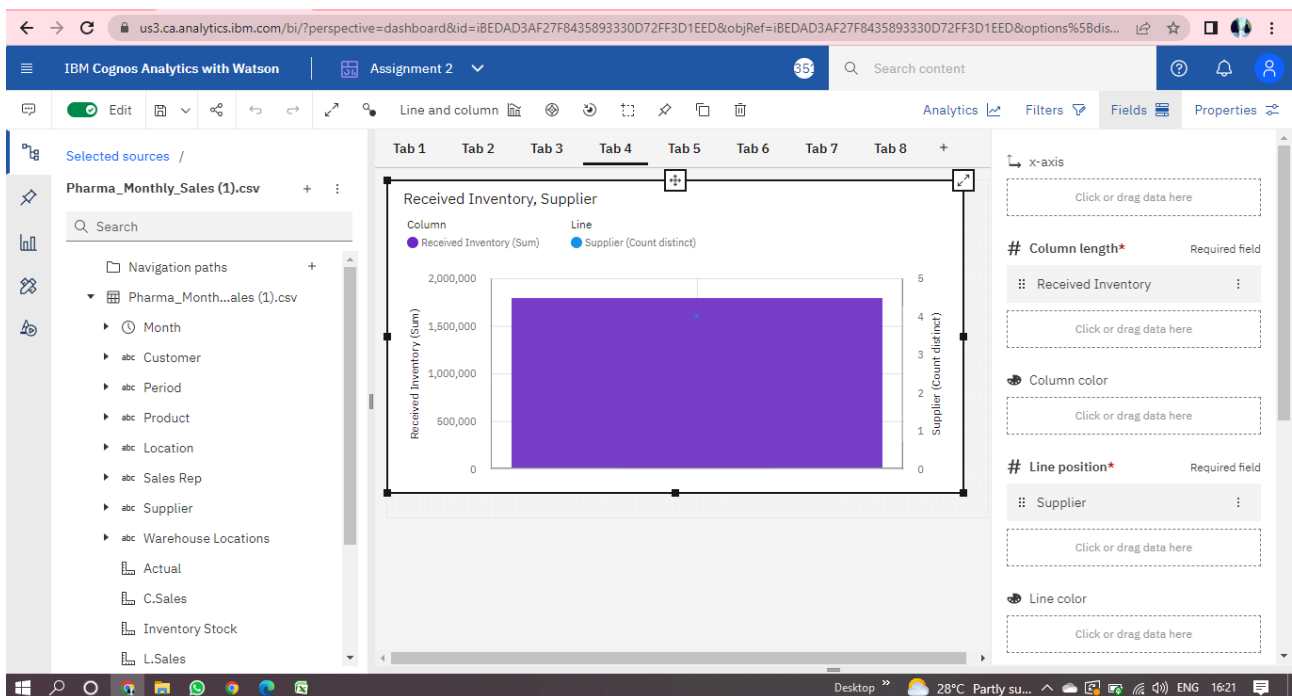 us3.ca.analytics.ibm.com/bi/?perspective=dashboard&id=iBEDAD3AF27F8435893330D72FF3D1EED&objRef=iBEDAD3AF27F8435893330D72FF3D1EED&options%5Bdis...
IBM Cognos Analytics with Watson
Assignment 2
Search content
Edit
Line and column
Analytics
Filters
Fields
Properties
Selected sources /
Pharma_Monthly_Sales (1).csv
Search
Navigation paths
Pharma_Month...ales (1).csv
Month
abc Customer
abc Period
abc Product
abc Location
abc Sales Rep
abc Supplier
abc Warehouse Locations
Actual
C.Sales
Inventory Stock
L.Sales
Tab 1 Tab 2 Tab 3 Tab 4 Tab 5 Tab 6 Tab 7 Tab 8 +
Received Inventory, Supplier
Column Line
Received Inventory (Sum) Supplier (Count distinct)
Received Inventory (Sum)
2,000,000
1,500,000
1,000,000
500,000
0
5
4
3
2
1
0
Supplier (Count distinct)
x-axis
Click or drag data here
# Column length* Required field
Received Inventory
Click or drag data here
Column color
Click or drag data here
# Line position* Required field
Supplier
Click or drag data here
Line color
Click or drag data here
Desktop » 28°C Partly su... ENG 16:21